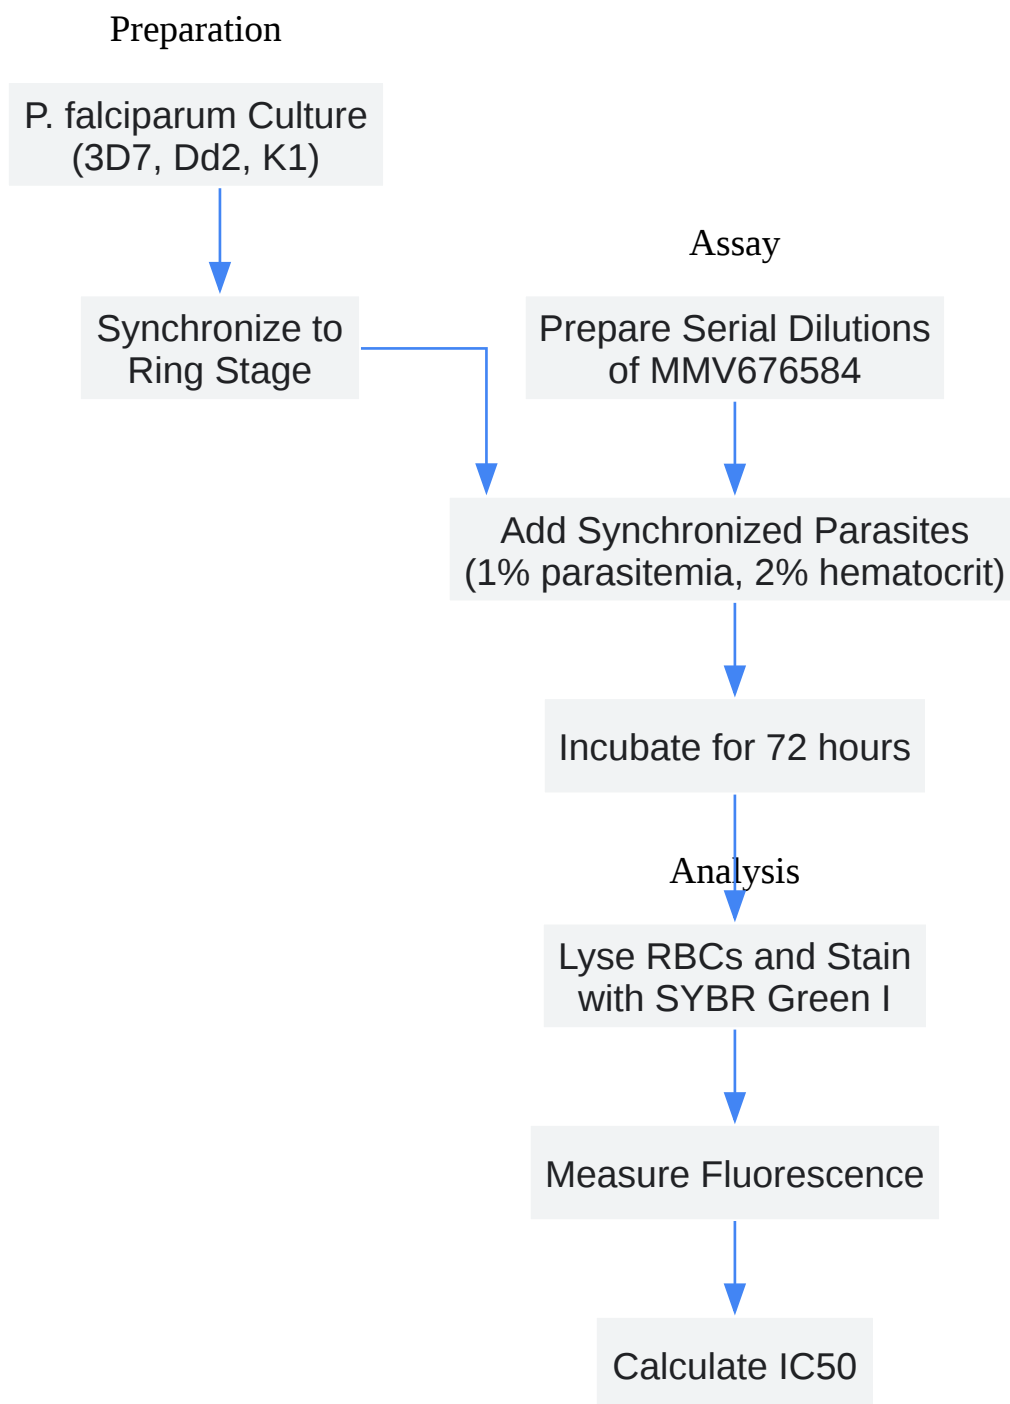 Preparation
P. falciparum Culture
(3D7, Dd2, K1)
Synchronize to
Ring Stage
Assay
Prepare Serial Dilutions
of MMV676584
Add Synchronized Parasites
(1% parasitemia, 2% hematocrit)
Incubate for 72 hours
Analysis
Lyse RBCs and Stain
with SYBR Green I
Measure Fluorescence
Calculate IC50